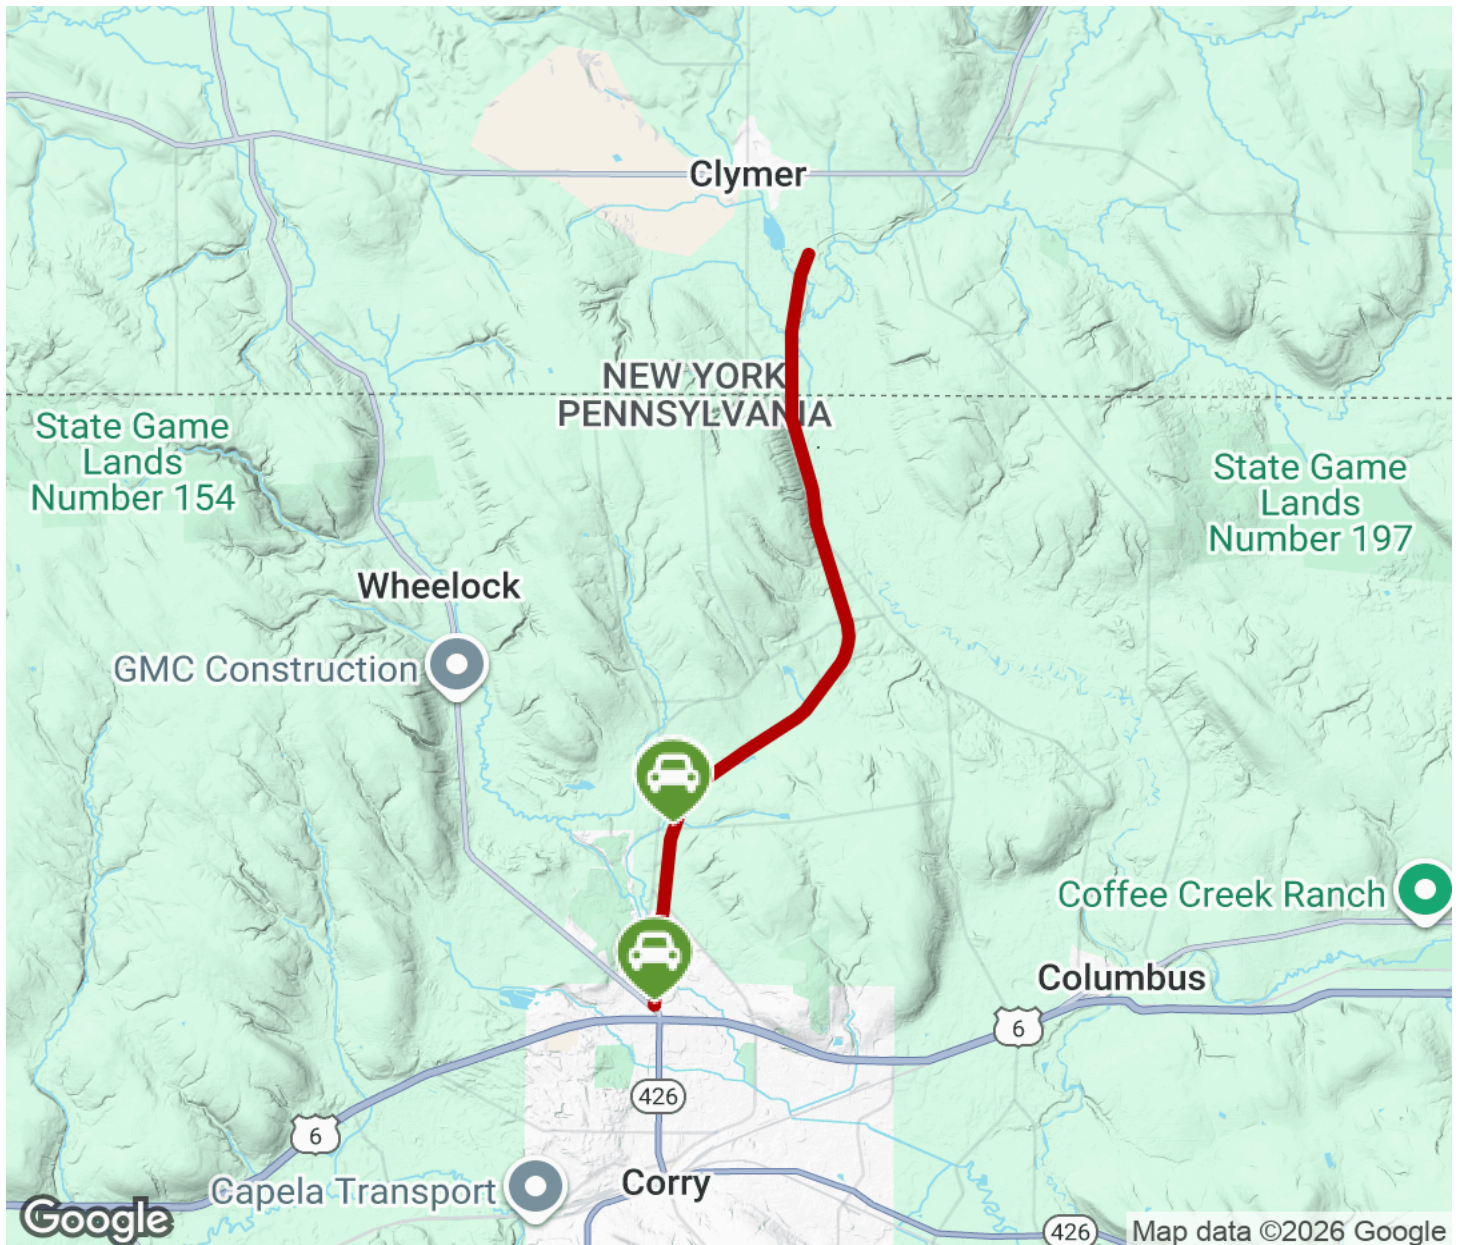 Clymer
NEW YORK
PENNSYLVANIA
State Game
Lands
Number 154
State Game
Lands
Number 197
Wheelock
GMC Construction
Coffee Creek Ranch
Columbus
6
426
6
Capela Transport
Corry
426
Google
Map data ©2026 Google